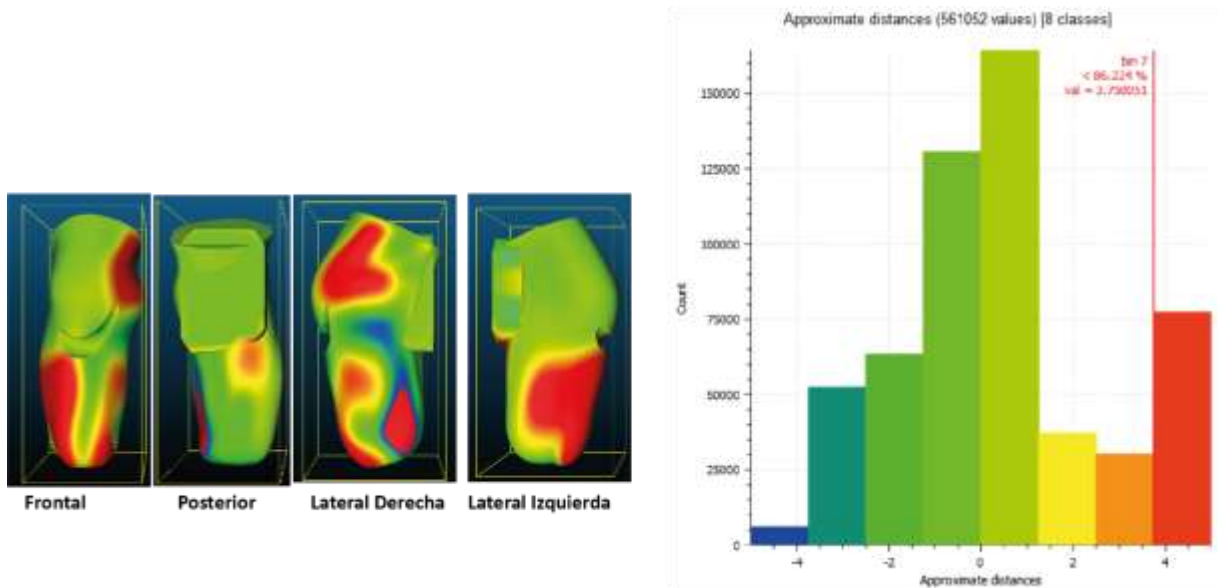 Frontal
Posterior
Lateral Derecha
Lateral Izquierda
Approximate distances (561052 values) [8 classes]
bin 7
< 86.224 %
val = 3.750051
Count
150000
125000
100000
75000
50000
25000
0
-4
-2
0
2
4
Approximate distances